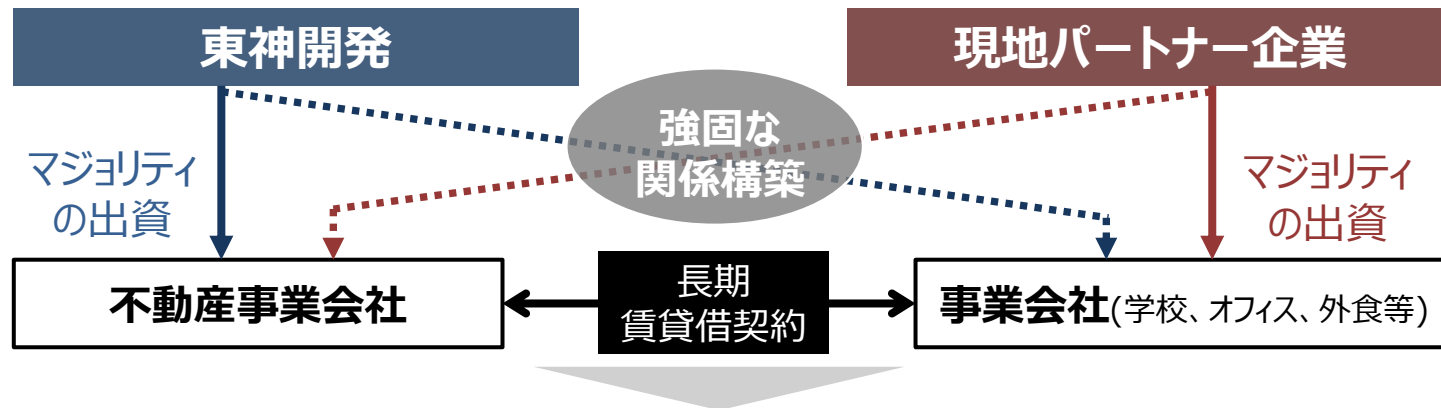 東神開発
現地パートナー企業
強固な
関係構築
マジョリティ
の出資
マジョリティ
の出資
不動産事業会社
長期
賃貸借契約
事業会社(学校、オフィス、外食等)